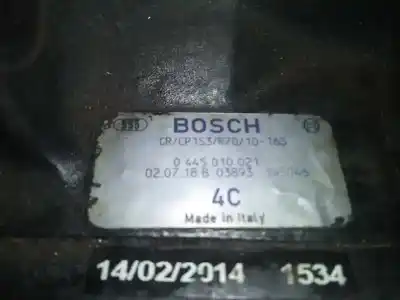 BOSCH
CR/CP1S3/R70/10-16S
0 445 010 021
02.07.18 B 03893
4C
Made in Italy
14/02/2014 1534